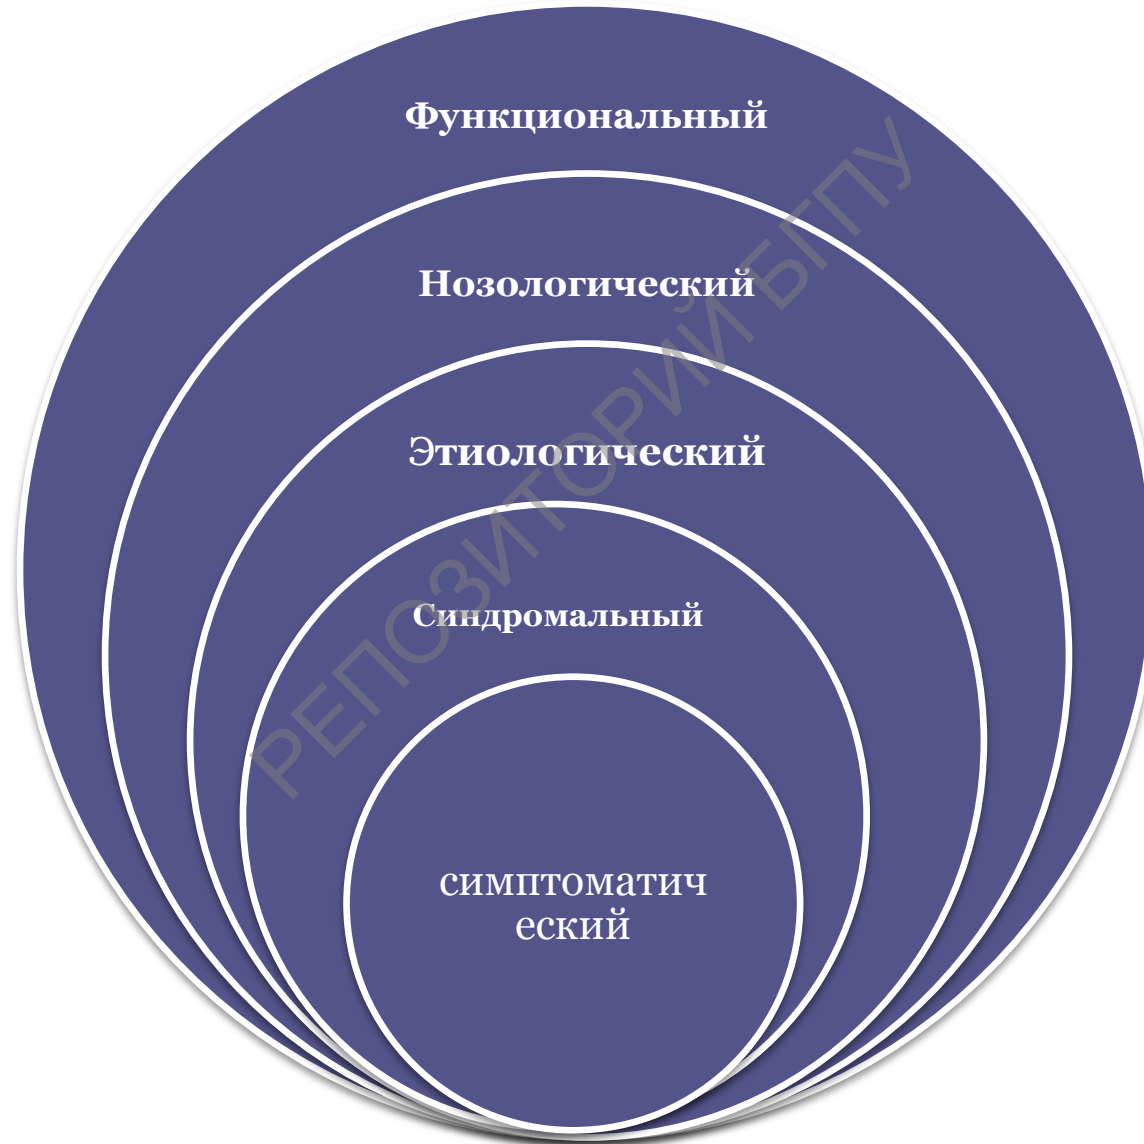 Функциональный
Нозологический
Этиологический
Синдромальный
симптоматич
еский
РЕПОЗИТОРИЙ БГПУ